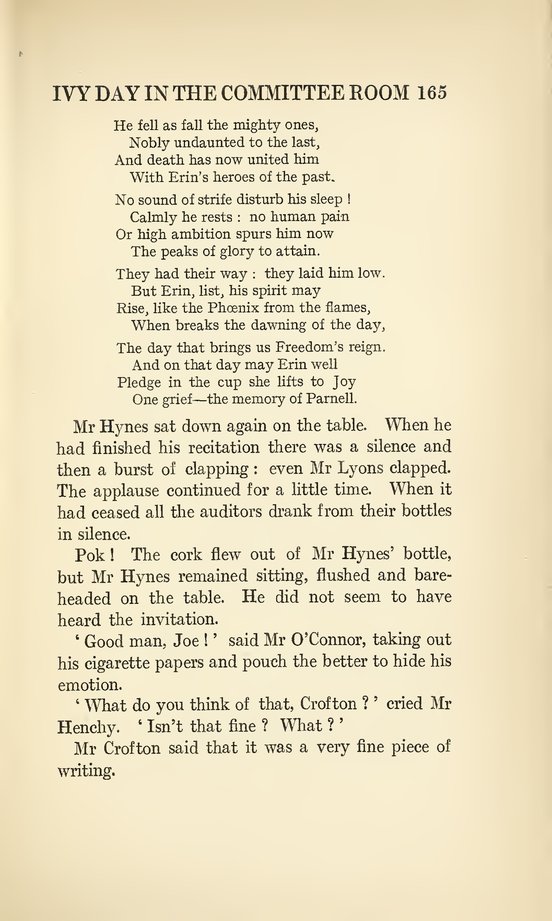 IVY DAY IN THE COMMITTEE ROOM 165
He fell as fall the mighty ones,
Nobly undaunted to the last,
And death has now united him
With Erin's heroes of the past.
No sound of strife disturb his sleep !
Calmly he rests : no human pain
Or high ambition spurs him now
The peaks of glory to attain.
They had their way : they laid him low.
But Erin, list, his spirit may
Rise, like the Phœnix from the flames,
When breaks the dawning of the day,
The day that brings us Freedom's reign.
And on that day may Erin well
Pledge in the cup she lifts to Joy
One grief—the memory of Parnell.
Mr Hynes sat down again on the table. When he
had finished his recitation there was a silence and
then a burst of clapping : even Mr Lyons clapped.
The applause continued for a little time. When it
had ceased all the auditors drank from their bottles
in silence.
Pok ! The cork flew out of Mr Hynes' bottle,
but Mr Hynes remained sitting, flushed and bare-
headed on the table. He did not seem to have
heard the invitation.
‘ Good man, Joe ! ’ said Mr O'Connor, taking out
his cigarette papers and pouch the better to hide his
emotion.
‘ What do you think of that, Crofton ? ’ cried Mr
Henchy. ‘ Isn't that fine ? What ? ’
Mr Crofton said that it was a very fine piece of
writing.